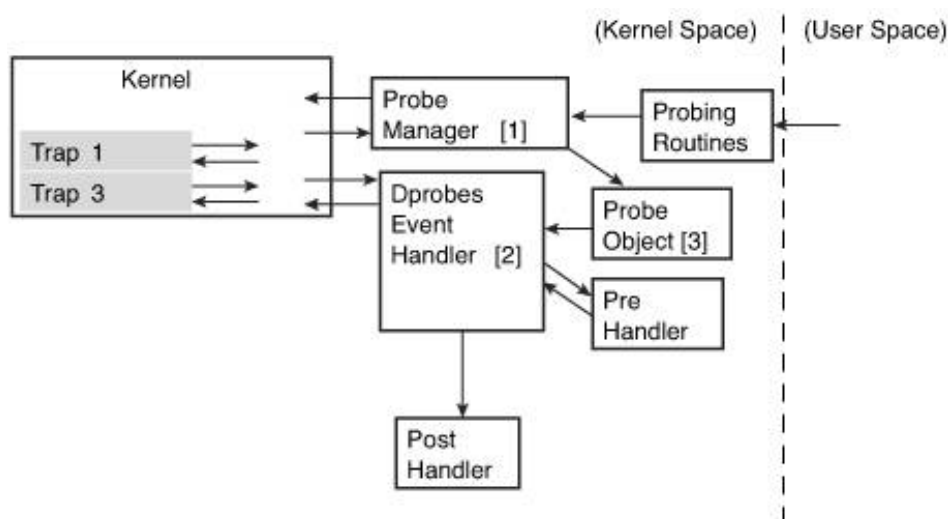 (Kernel Space)
(User Space)
Kernel
Trap 1
Trap 3
Probe
Manager [1]
Probing
Routines
Dprobes
Event
Handler [2]
Probe
Object [3]
Pre
Handler
Post
Handler